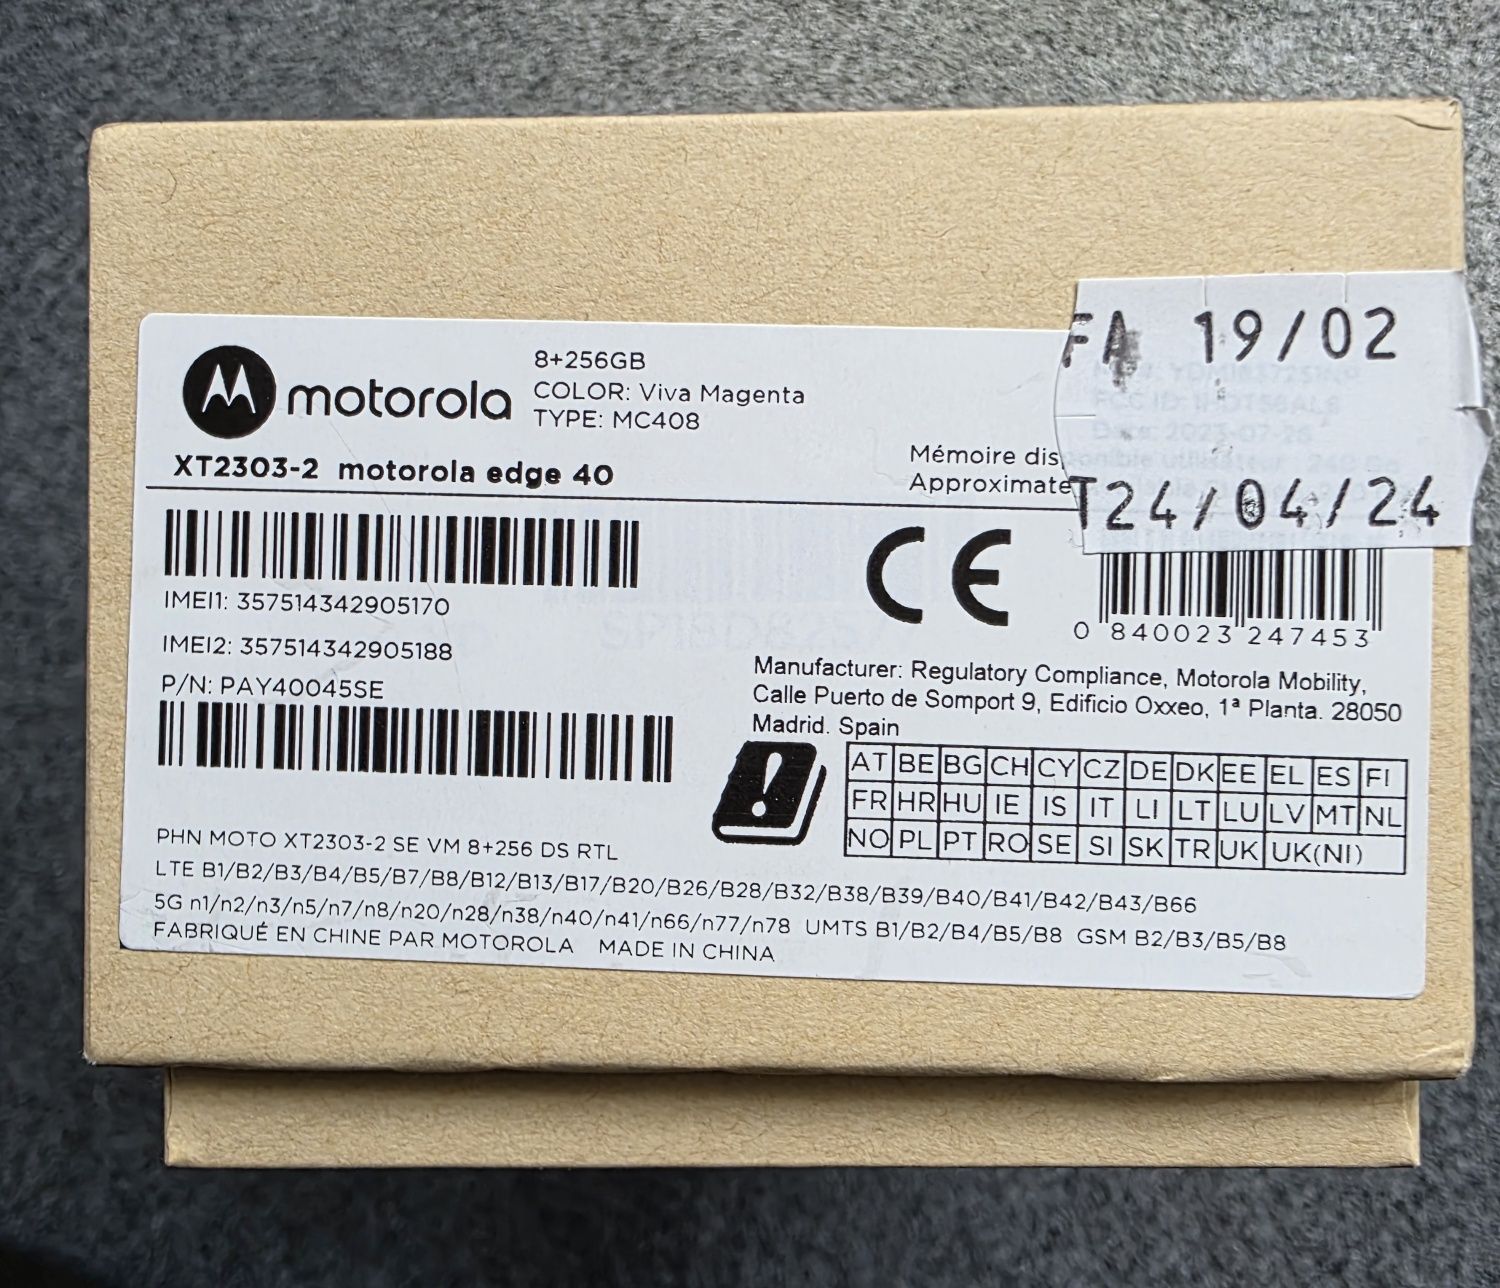 FA 19/02
8+256GB
motorola
COLOR: Viva Magenta
TYPE: MC408
XT2303-2 motorola edge 40
Mémoire dis
Approximate
T24/04/24
IMEI1: 357514342905170
0 840023 247453
IMEI2: 357514342905188
P/N: PAY40045SE
CE
Manufacturer: Regulatory Compliance, Motorola Mobility,
Calle Puerto de Somport 9, Edificio Oxxeo, 1ª Planta. 28050
Madrid. Spain
AT BE BG CH CY CZ DE DK EE EL ES FI
FR HR HU IE IS IT LI LT LU LV MT NL
NO PL PT RO SE SI SK TR UK UK(NI)
PHN MOTO XT2303-2 SE VM 8+256 DS RTL
LTE B1/B2/B3/B4/B5/B7/B8/B12/B13/B17/B20/B26/B28/B32/B38/B39/B40/B41/B42/B43/B66
5G n1/n2/n3/n5/n7/n8/n20/n28/n38/n40/n41/n66/n77/n78 UMTS B1/B2/B4/B5/B8 GSM B2/B3/B5/B8
FABRIQUÉ EN CHINE PAR MOTOROLA MADE IN CHINA